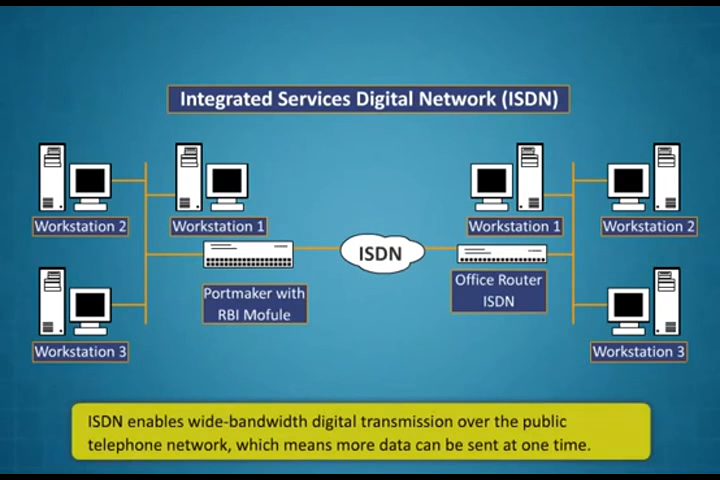 Integrated Services Digital Network (ISDN)
Workstation 2
Workstation 1
Workstation 1
Workstation 2
ISDN
Portmaker with
RBI Mofule
Office Router
ISDN
Workstation 3
Workstation 3
ISDN enables wide-bandwidth digital transmission over the public
telephone network, which means more data can be sent at one time.